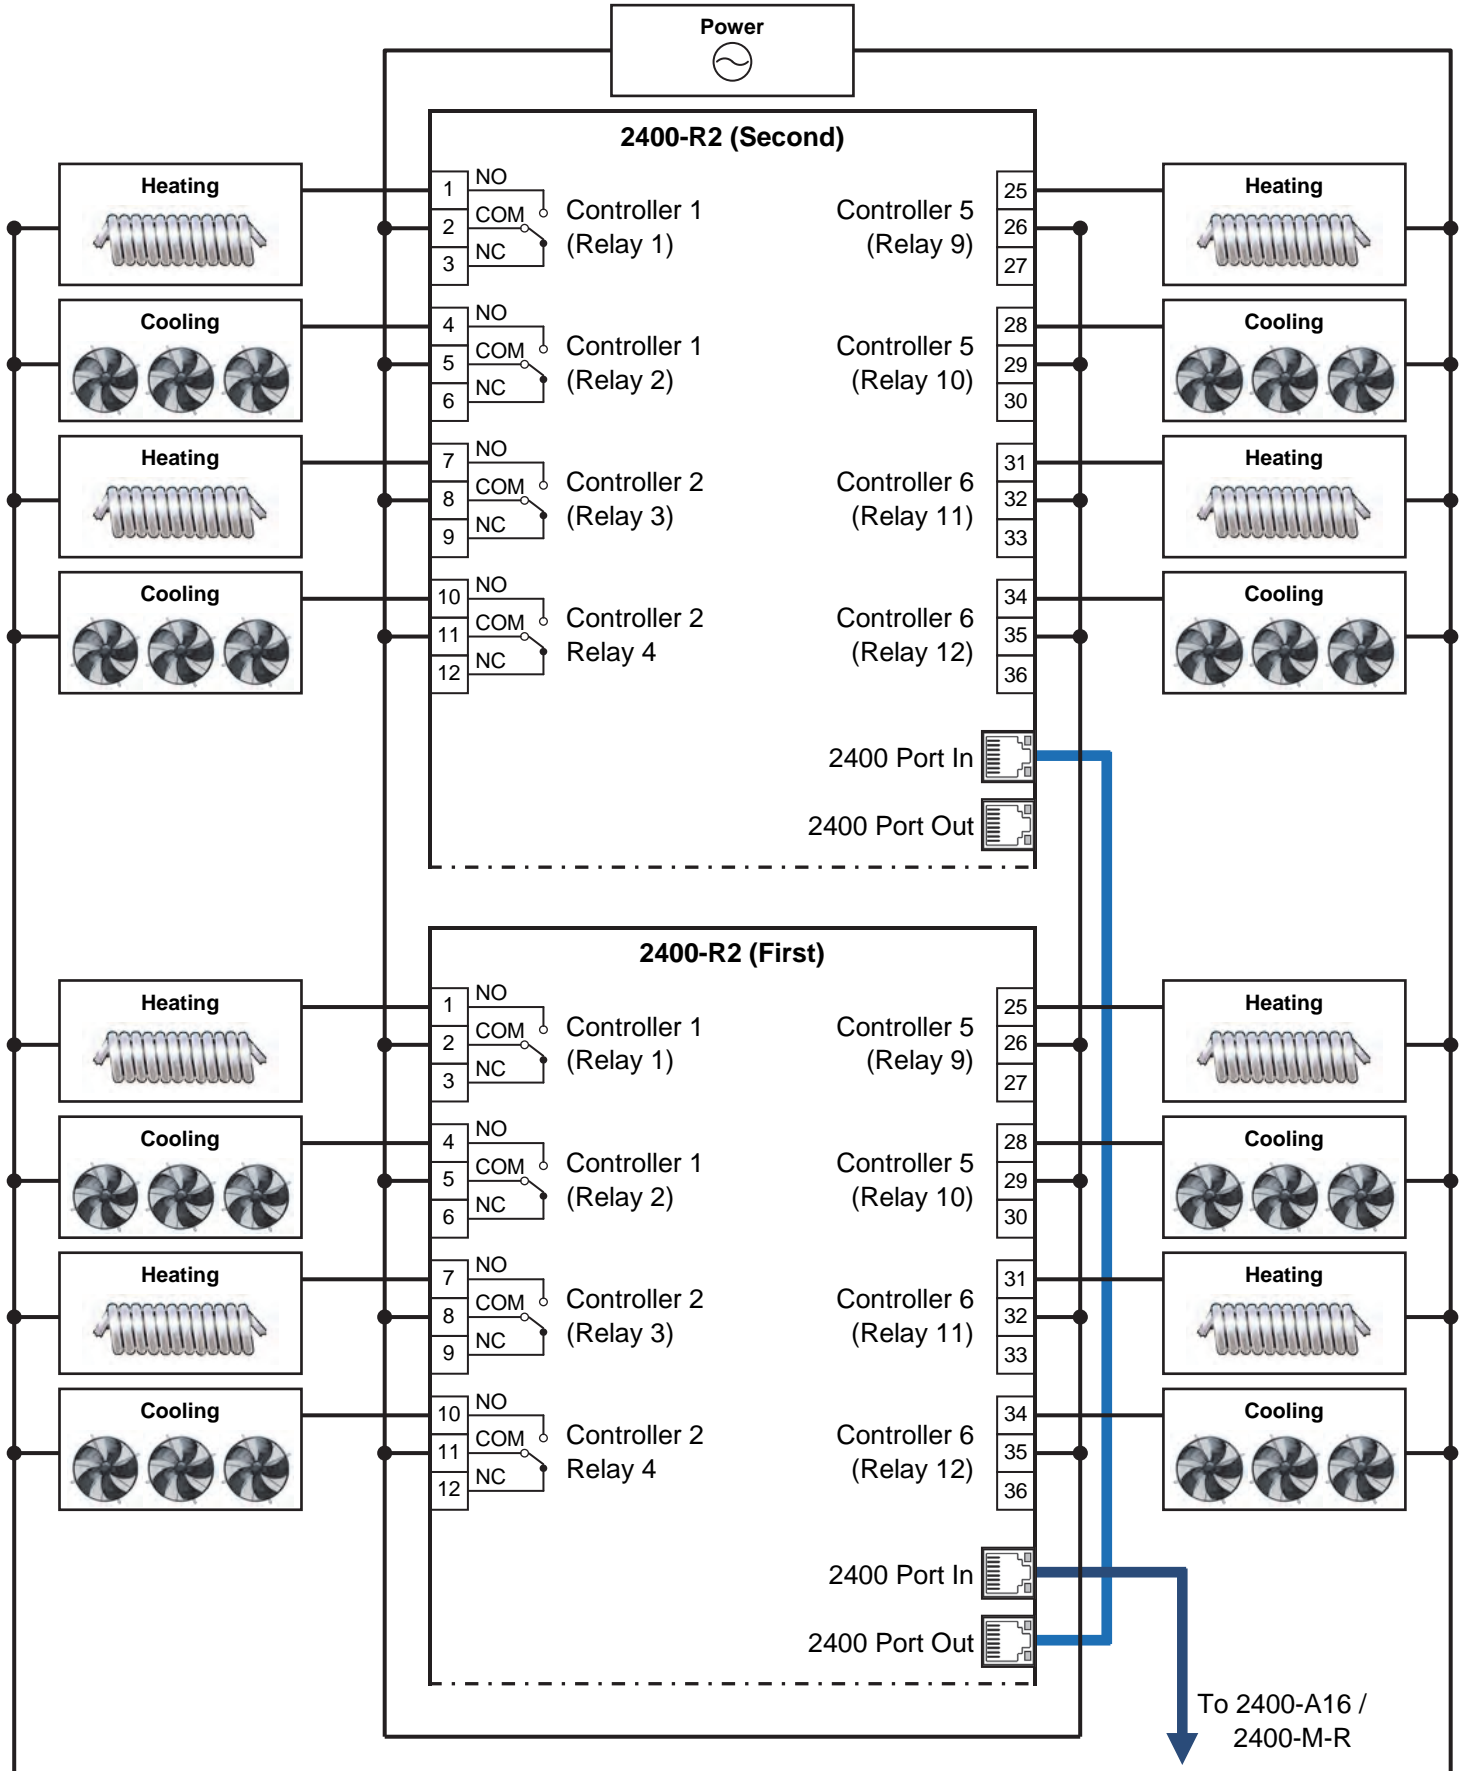 Power
2400-R2 (Second)
Heating
1 NO
2 COM
3 NC
Controller 1
(Relay 1)
Controller 5
(Relay 9)
25
26
27
Heating
Cooling
4 NO
5 COM
6 NC
Controller 1
(Relay 2)
Controller 5
(Relay 10)
28
29
30
Cooling
Heating
7 NO
8 COM
9 NC
Controller 2
(Relay 3)
Controller 6
(Relay 11)
31
32
33
Heating
Cooling
10 NO
11 COM
12 NC
Controller 2
Relay 4
Controller 6
(Relay 12)
34
35
36
Cooling
2400 Port In
2400 Port Out
2400-R2 (First)
Heating
1 NO
2 COM
3 NC
Controller 1
(Relay 1)
Controller 5
(Relay 9)
25
26
27
Heating
Cooling
4 NO
5 COM
6 NC
Controller 1
(Relay 2)
Controller 5
(Relay 10)
28
29
30
Cooling
Heating
7 NO
8 COM
9 NC
Controller 2
(Relay 3)
Controller 6
(Relay 11)
31
32
33
Heating
Cooling
10 NO
11 COM
12 NC
Controller 2
Relay 4
Controller 6
(Relay 12)
34
35
36
Cooling
2400 Port In
2400 Port Out
To 2400-A16 /
2400-M-R